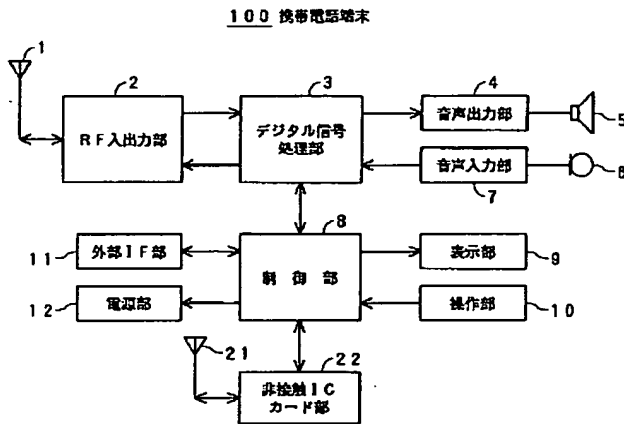 100 携帯電話端末
1
2
3
4
RF入出力部
デジタル信号
処理部
音声出力部
5
音声入力部
6
7
8
11
外部IF部
制御部
表示部
9
12
電源部
操作部
10
21
22
非接触IC
カード部